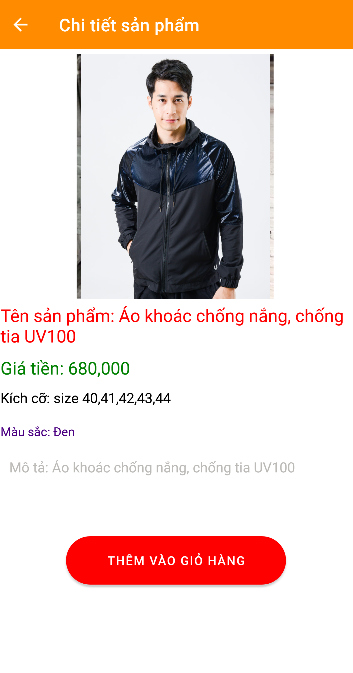 Chi tiết sản phẩm
Tên sản phẩm: Áo khoác chống nắng, chống
tia UV100
Giá tiền: 680,000
Kích cỡ: size 40,41,42,43,44
Màu sắc: Đen
Mô tả: Áo khoác chống nắng, chống tia UV100
THÊM VÀO GIỎ HÀNG